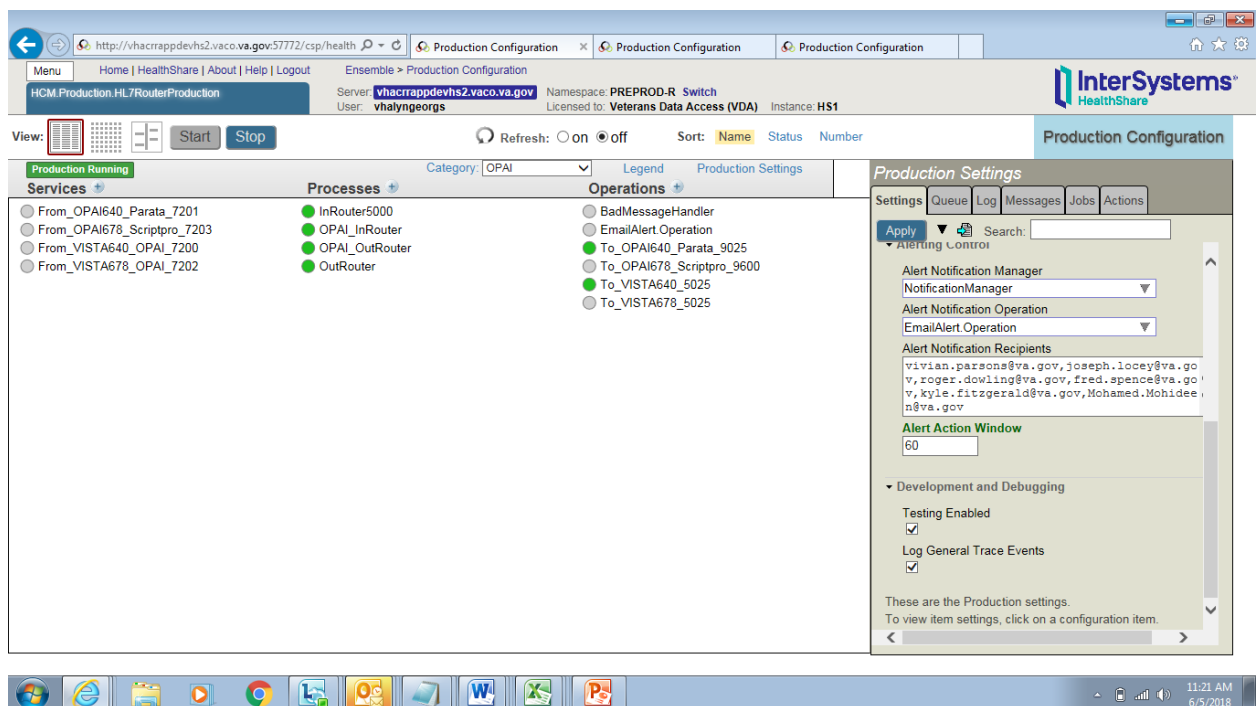 http://vhacrrappdevhs2.vaco.va.gov:57772/csp/health
Production Configuration
Production Configuration
Production Configuration
Menu
Home | HealthShare | About | Help | Logout
Ensemble > Production Configuration
HCM.Production.HL7RouterProduction
Server: vhacrrappdevhs2.vaco.va.gov Namespace: PREPROD-R Switch
User: vhalyngeorgs Licensed to: Veterans Data Access (VDA) Instance: HS1
InterSystems
HealthShare
View: Start Stop
Refresh: on off
Sort: Name Status Number
Production Configuration
Production Running
Category: OPAI Legend Production Settings
Services
Processes
Operations
From_OPAI640_Parata_7201
From_OPAI678_Scriptpro_7203
From_VISTA640_OPAI_7200
From_VISTA678_OPAI_7202
InRouter5000
OPAI_InRouter
OPAI_OutRouter
OutRouter
BadMessageHandler
EmailAlert.Operation
To_OPAI640_Parata_9025
To_OPAI678_Scriptpro_9600
To_VISTA640_5025
To_VISTA678_5025
Production Settings
Settings Queue Log Messages Jobs Actions
Apply Search:
Alerting Control
Alert Notification Manager
NotificationManager
Alert Notification Operation
EmailAlert.Operation
Alert Notification Recipients
vivian.parsons@va.gov,joseph.locey@va.go
v,roger.dowling@va.gov,fred.spence@va.go
v,kyle.fitzgerald@va.gov,Mohamed.Mohidee
n@va.gov
Alert Action Window
60
Development and Debugging
Testing Enabled
Log General Trace Events
These are the Production settings.
To view item settings, click on a configuration item.
11:21 AM
6/5/2018